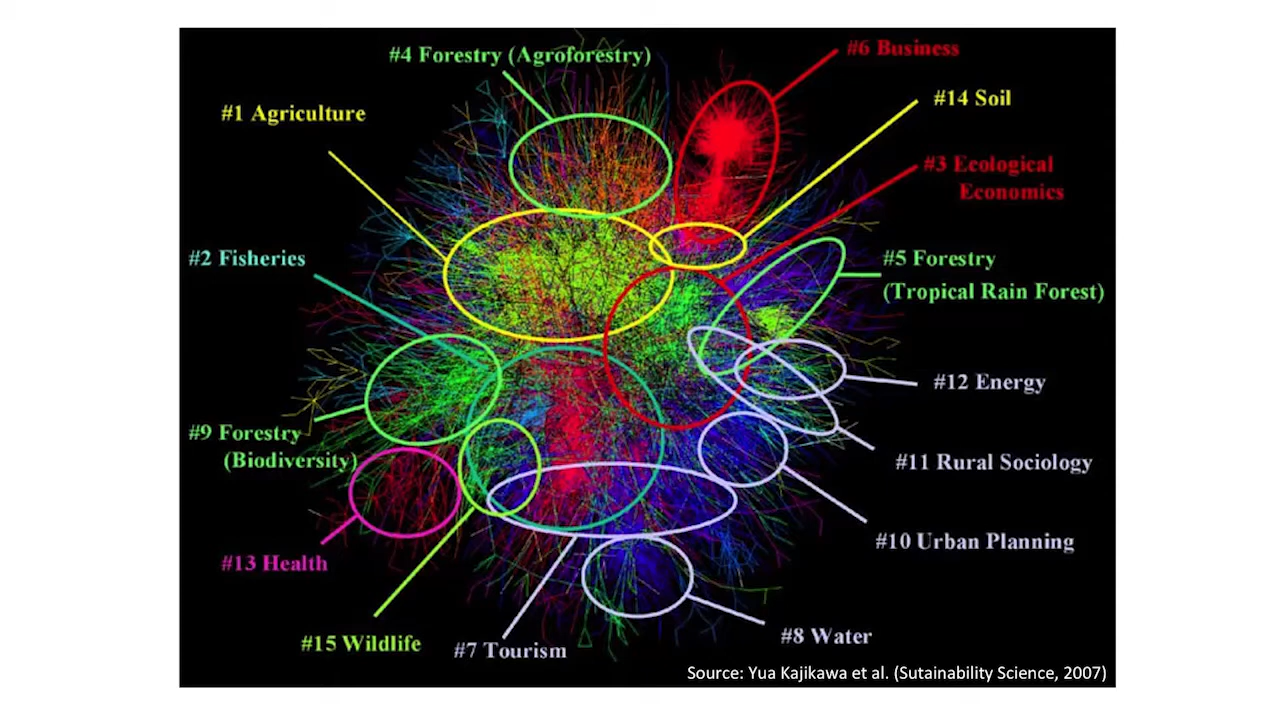 #4 Forestry (Agroforestry)
#6 Business
#1 Agriculture
#14 Soil
#3 Ecological
Economics
#2 Fisheries
#5 Forestry
(Tropical Rain Forest)
#12 Energy
#9 Forestry
(Biodiversity)
#11 Rural Sociology
#10 Urban Planning
#13 Health
#15 Wildlife
#7 Tourism
#8 Water
Source: Yua Kajikawa et al. (Sutainability Science, 2007)